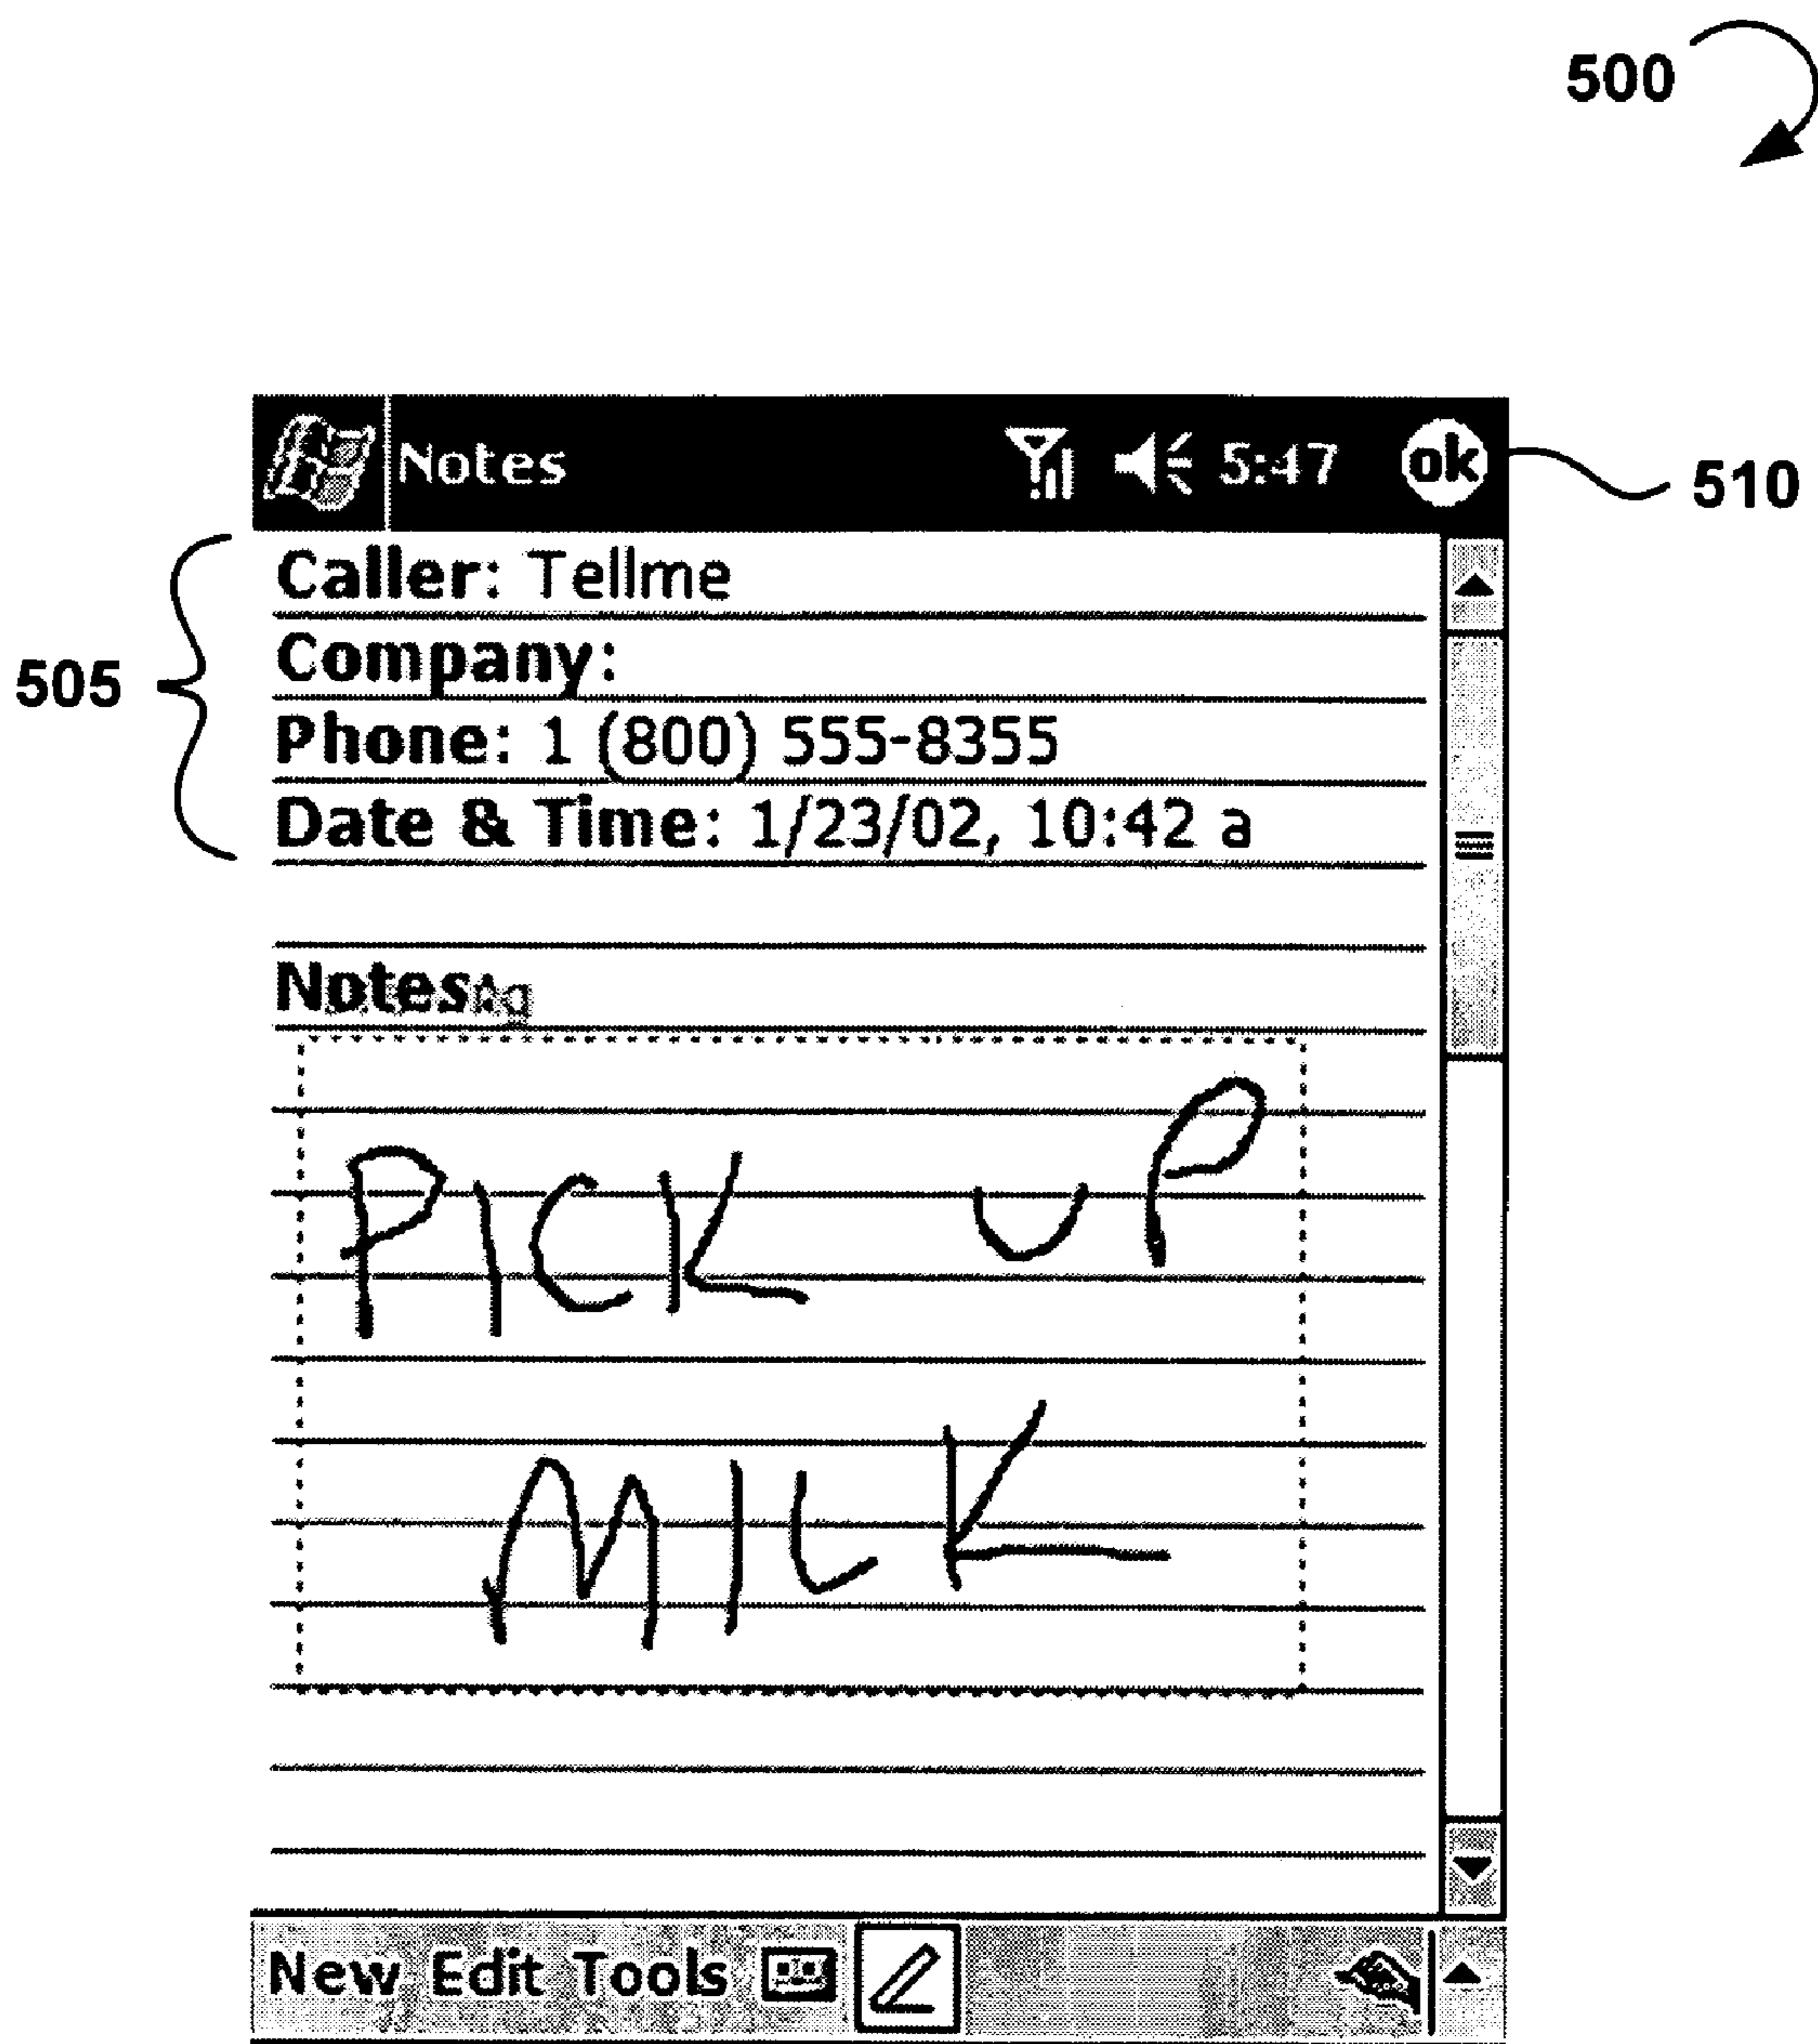 500
Notes 5:47 ok
510
Caller: Tellme
Company:
505
Phone: 1 (800) 555-8355
Date & Time: 1/23/02, 10:42 a
Notes:
PICK UP
MILK
New Edit Tools